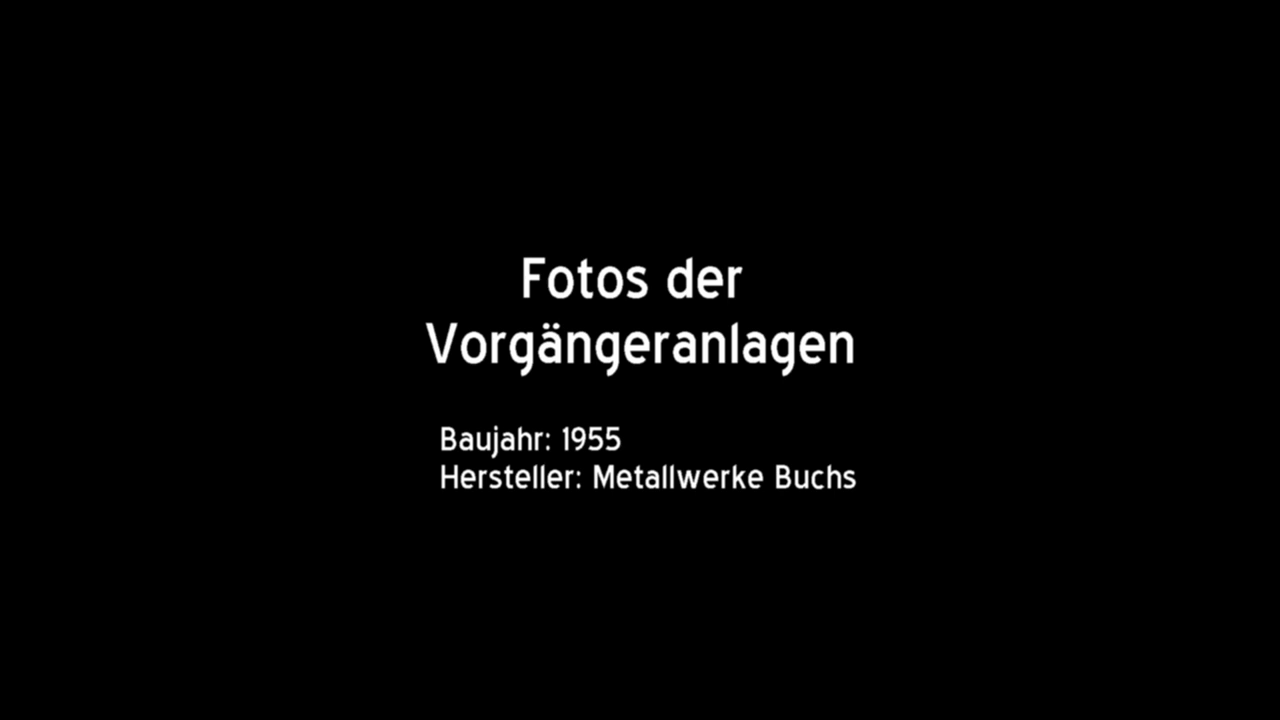 Fotos der
Vorgängeranlagen
Baujahr: 1955
Hersteller: Metallwerke Buchs